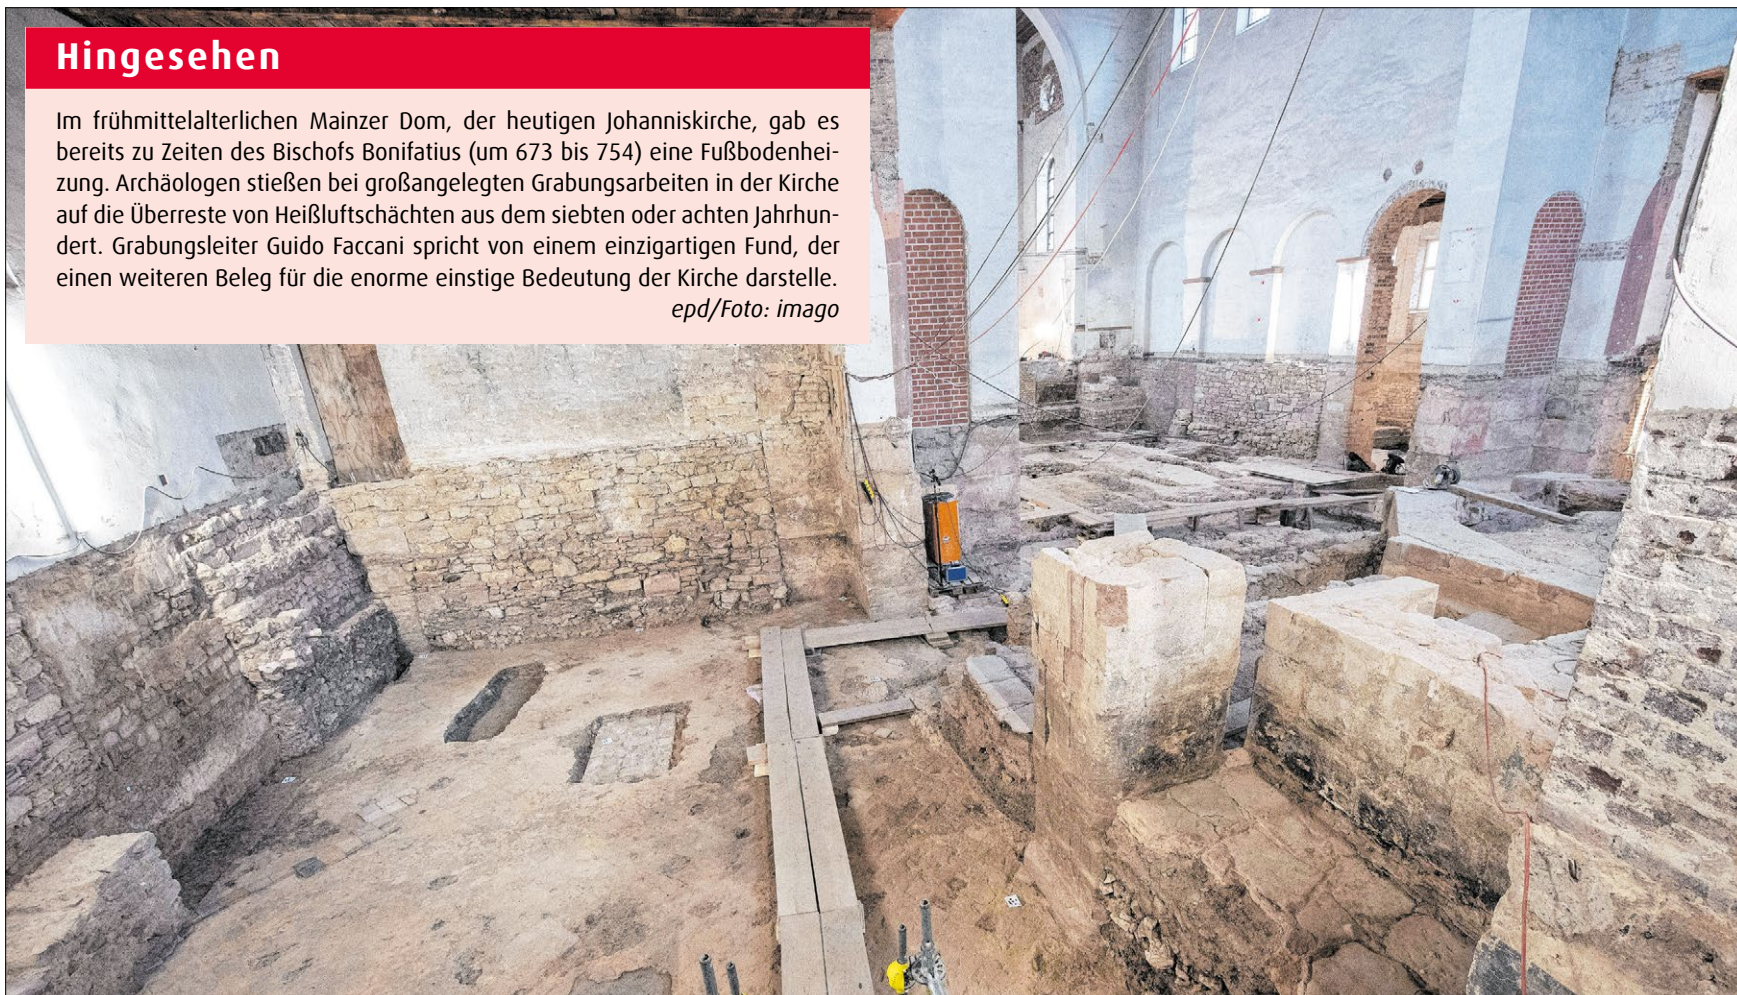 Hingesehen
Im frühmittelalterlichen Mainzer Dom, der heutigen Johanniskirche, gab es
bereits zu Zeiten des Bischofs Bonifatius (um 673 bis 754) eine Fußbodenhei-
zung. Archäologen stießen bei großangelegten Grabungsarbeiten in der Kirche
auf die Überreste von Heißluftschächten aus dem siebten oder achten Jahrhun-
dert. Grabungsleiter Guido Faccani spricht von einem einzigartigen Fund, der
einen weiteren Beleg für die enorme einstige Bedeutung der Kirche darstelle.
epd/Foto: imago